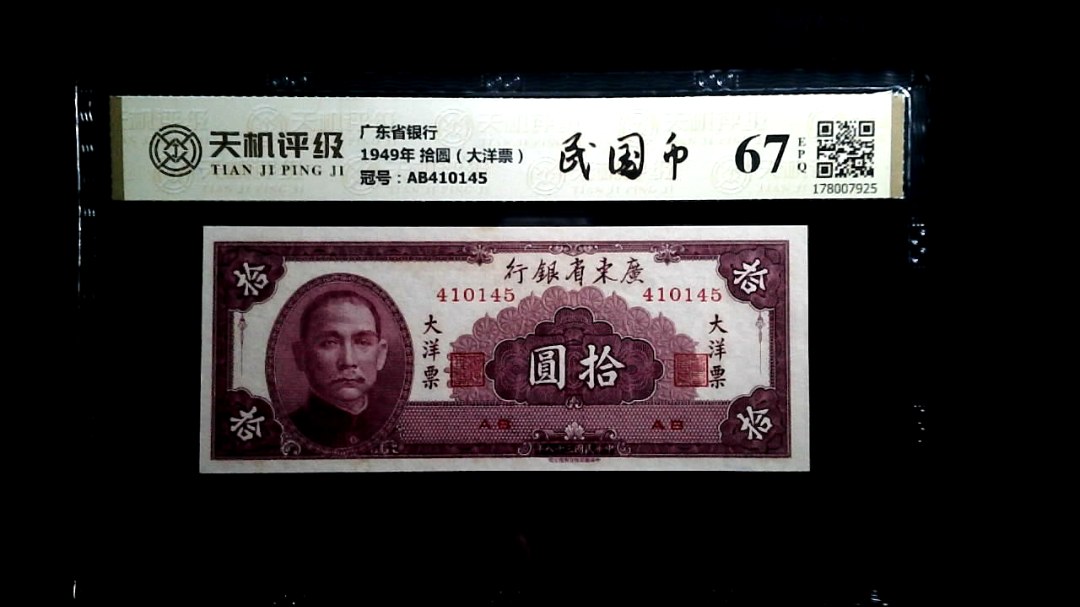 天机评级
TIAN JI PING JI
广东省银行
1949年 拾圆（大洋票）
冠号：AB410145
民国币
67
EPQ
178007925
行銀省東廣
410145 410145
拾 拾
大洋票 大洋票
圓拾
AB AB
拾 拾